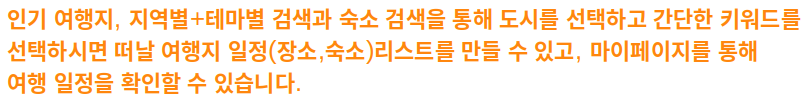 인기 여행지, 지역별+테마별 검색과 숙소 검색을 통해 도시를 선택하고 간단한 키워드를
선택하시면 떠날 여행지 일정(장소,숙소)리스트를 만들 수 있고, 마이페이지를 통해
여행 일정을 확인할 수 있습니다.